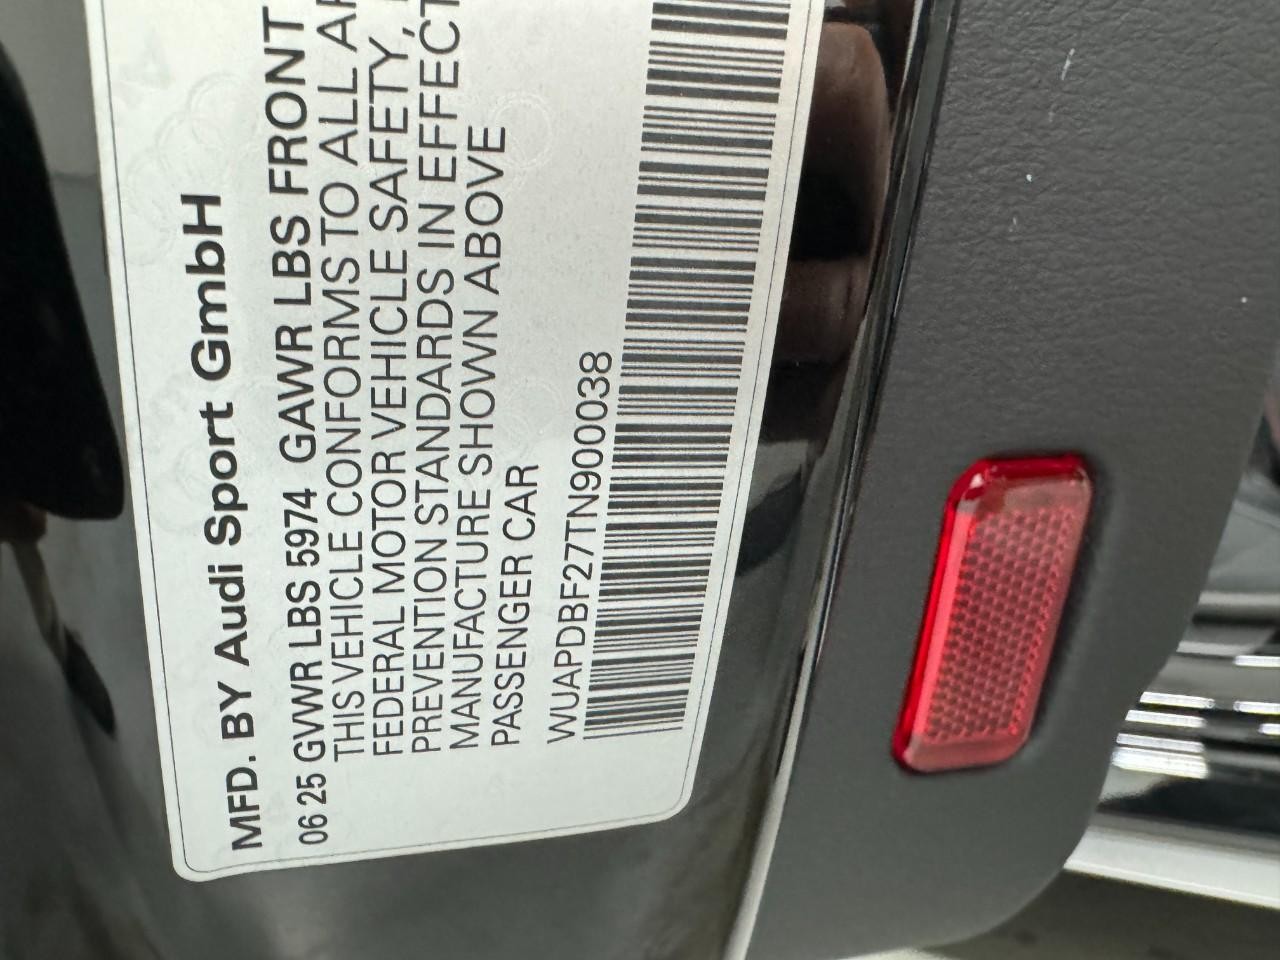 MFD. BY Audi Sport GmbH
06 25 GVWR LBS 5974 GAWR LBS FRONT
THIS VEHICLE CONFORMS TO ALL
FEDERAL MOTOR VEHICLE SAFETY,
PREVENTION STANDARDS IN EFFECT
MANUFACTURE SHOWN ABOVE
PASSENGER CAR
WUAPDBF27TN900038